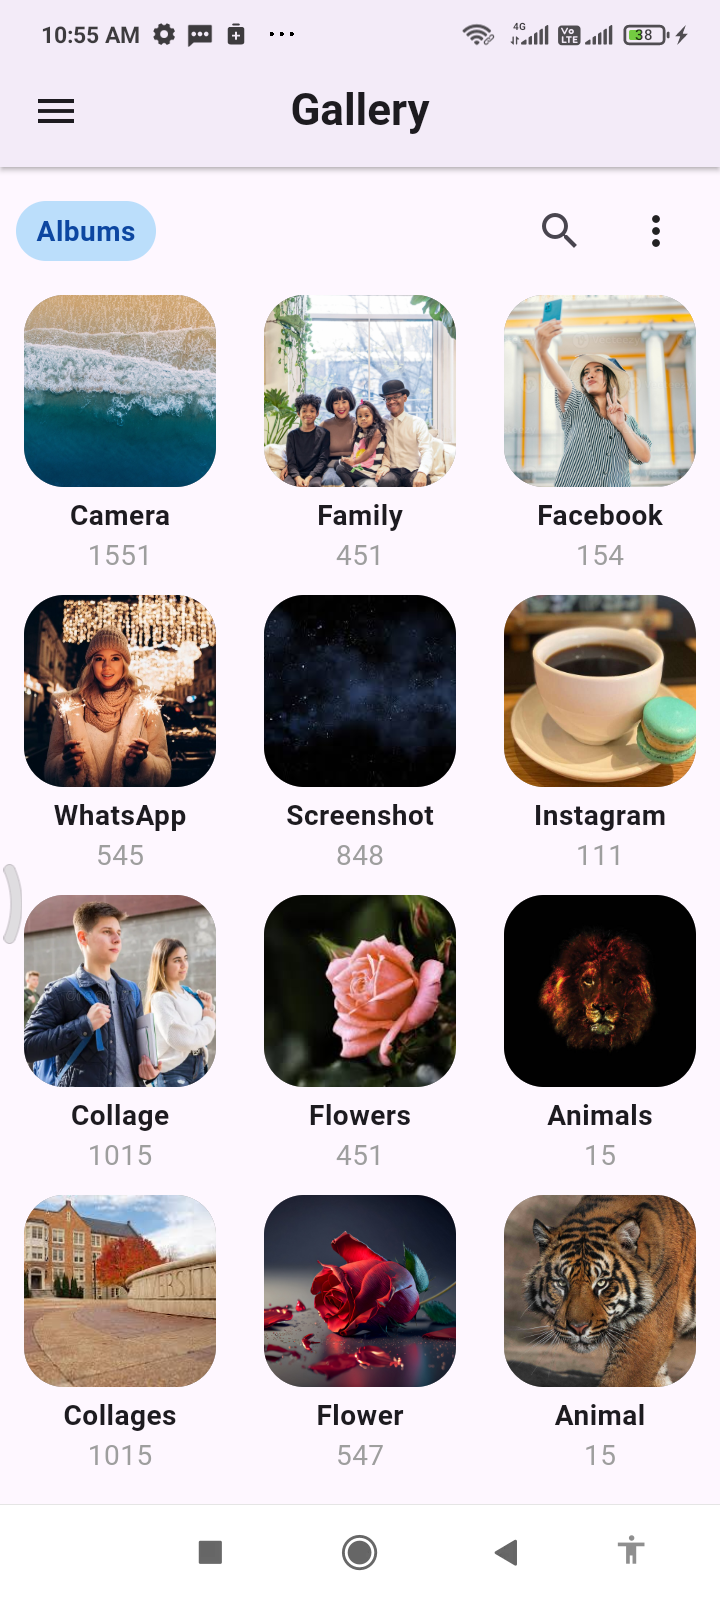 10:55 AM
4G
Vo
LTE
38
Gallery
Albums
Camera
Family
Facebook
1551
451
154
WhatsApp
Screenshot
Instagram
545
848
111
Collage
Flowers
Animals
1015
451
15
VERSIT
Collages
Flower
Animal
1015
547
15